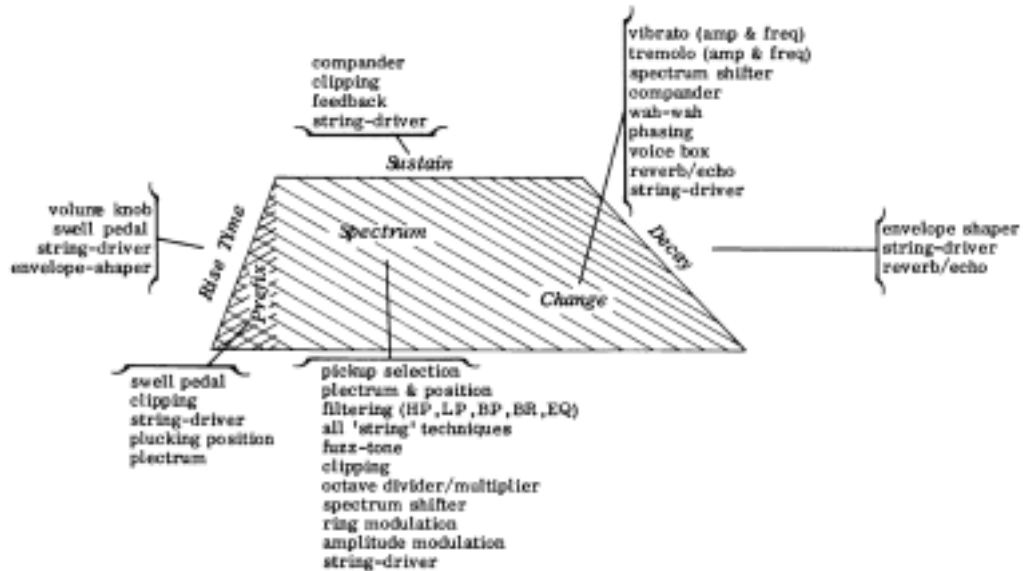 compander
clipping
feedback
string-driver
Sustain
vibrato (amp & freq)
tremolo (amp & freq)
spectrum shifter
compander
wah-wah
phasing
voice box
reverb/echo
string-driver
volume knob
swell pedal
string-driver
envelope-shaper
Rise Time
Prefix
Spectrum
Change
Decay
envelope shaper
string-driver
reverb/echo
swell pedal
clipping
string-driver
plucking position
plectrum
pickup selection
plectrum & position
filtering (HP,LP,BP,BR,EQ)
all 'string' techniques
fuzz-tone
clipping
octave divider/multiplier
spectrum shifter
ring modulation
amplitude modulation
string-driver